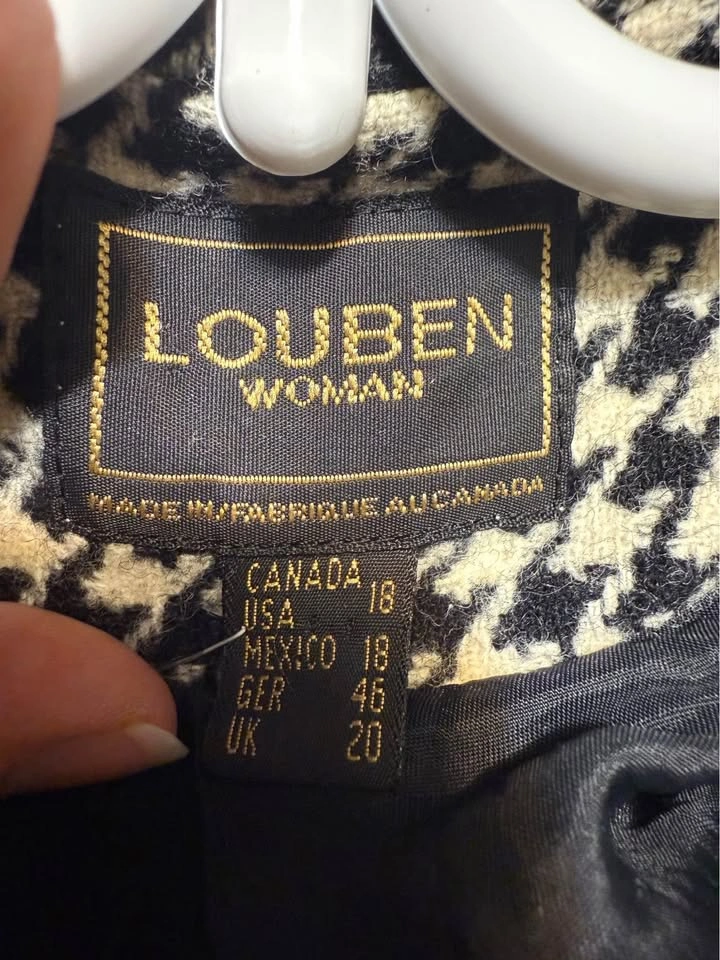 LOUBEN
WOMAN
MADE IN/FABRIQUE AU CANADA
CANADA 18
USA
MEXICO 18
GER 46
UK 20